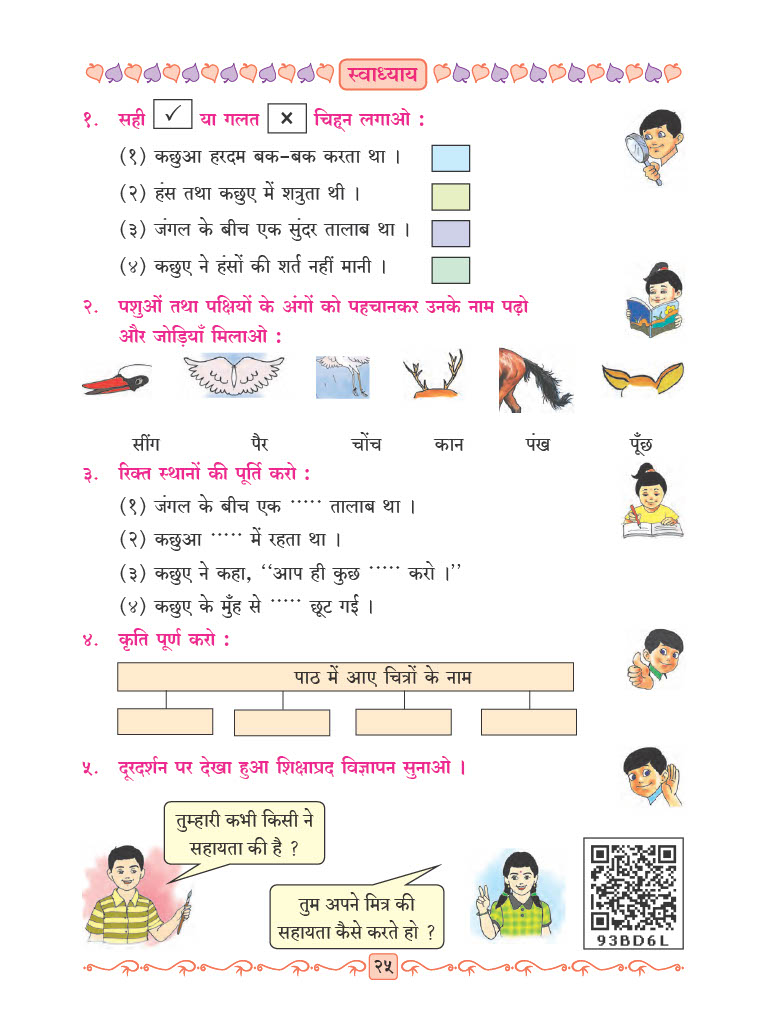 स्वाध्याय
१. सही ✓ या गलत × चिह्न लगाओ :
(१) कछुआ हरदम बक-बक करता था ।
(२) हंस तथा कछुए में शत्रुता थी ।
(३) जंगल के बीच एक सुंदर तालाब था ।
(४) कछुए ने हंसों की शर्त नहीं मानी ।
२. पशुओं तथा पक्षियों के अंगों को पहचानकर उनके नाम पढ़ो
और जोड़ियाँ मिलाओ :
सींग पैर चोंच कान पंख पूँछ
३. रिक्त स्थानों की पूर्ति करो :
(१) जंगल के बीच एक ····· तालाब था ।
(२) कछुआ ····· में रहता था ।
(३) कछुए ने कहा, ‘‘आप ही कुछ ····· करो ।’’
(४) कछुए के मुँह से ····· छूट गई ।
४. कृति पूर्ण करो :
पाठ में आए चित्रों के नाम
५. दूरदर्शन पर देखा हुआ शिक्षाप्रद विज्ञापन सुनाओ ।
तुम्हारी कभी किसी ने
सहायता की है ?
तुम अपने मित्र की
सहायता कैसे करते हो ?
93BD6L
२५